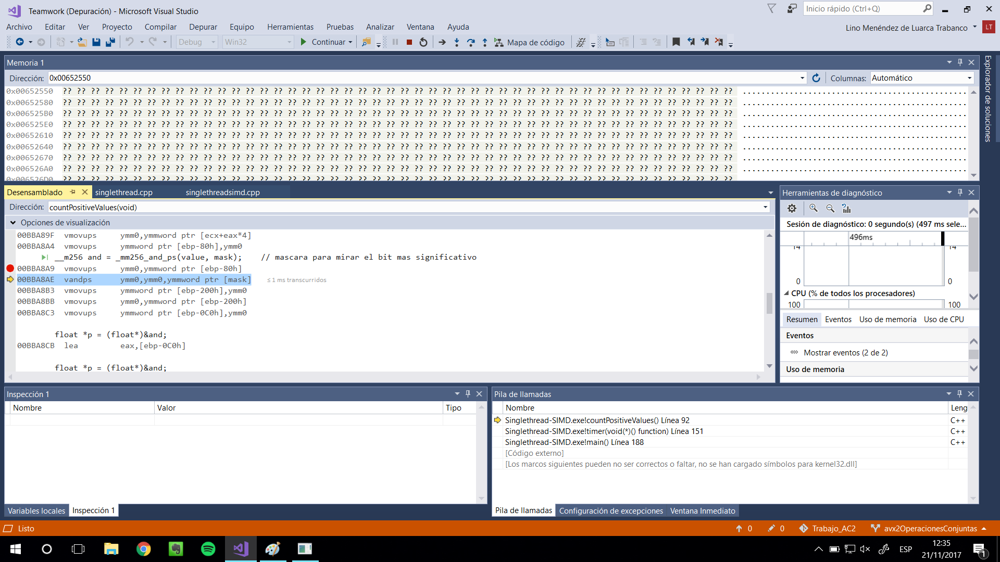 Teamwork (Depuración) - Microsoft Visual Studio
Inicio rápido (Ctrl+Q)
Archivo Editar Ver Proyecto Compilar Depurar Equipo Herramientas Pruebas Analizar Ventana Ayuda
Lino Menéndez de Luarca Trabanco LT
Debug Win32 Continuar Mapa de código
Explorador de soluciones
Memoria 1
Dirección: 0x00652550 Columnas: Automático
0x00652550 ?? ?? ?? ?? ?? ?? ?? ?? ?? ?? ?? ?? ?? ?? ?? ?? ?? ?? ?? ?? ?? ?? ?? ?? ?? ?? ?? ?? ?? ?? ?? ?? ?? ?? ?? ?? ?? ?? ?? ?? ?? ?? ?? ?? ?? ?? ?? ?? ................................................
0x00652580 ?? ?? ?? ?? ?? ?? ?? ?? ?? ?? ?? ?? ?? ?? ?? ?? ?? ?? ?? ?? ?? ?? ?? ?? ?? ?? ?? ?? ?? ?? ?? ?? ?? ?? ?? ?? ?? ?? ?? ?? ?? ?? ?? ?? ?? ?? ?? ?? ................................................
0x006525B0 ?? ?? ?? ?? ?? ?? ?? ?? ?? ?? ?? ?? ?? ?? ?? ?? ?? ?? ?? ?? ?? ?? ?? ?? ?? ?? ?? ?? ?? ?? ?? ?? ?? ?? ?? ?? ?? ?? ?? ?? ?? ?? ?? ?? ?? ?? ?? ?? ................................................
0x006525E0 ?? ?? ?? ?? ?? ?? ?? ?? ?? ?? ?? ?? ?? ?? ?? ?? ?? ?? ?? ?? ?? ?? ?? ?? ?? ?? ?? ?? ?? ?? ?? ?? ?? ?? ?? ?? ?? ?? ?? ?? ?? ?? ?? ?? ?? ?? ?? ?? ................................................
0x00652610 ?? ?? ?? ?? ?? ?? ?? ?? ?? ?? ?? ?? ?? ?? ?? ?? ?? ?? ?? ?? ?? ?? ?? ?? ?? ?? ?? ?? ?? ?? ?? ?? ?? ?? ?? ?? ?? ?? ?? ?? ?? ?? ?? ?? ?? ?? ?? ?? ................................................
0x00652640 ?? ?? ?? ?? ?? ?? ?? ?? ?? ?? ?? ?? ?? ?? ?? ?? ?? ?? ?? ?? ?? ?? ?? ?? ?? ?? ?? ?? ?? ?? ?? ?? ?? ?? ?? ?? ?? ?? ?? ?? ?? ?? ?? ?? ?? ?? ?? ?? ................................................
0x00652670 ?? ?? ?? ?? ?? ?? ?? ?? ?? ?? ?? ?? ?? ?? ?? ?? ?? ?? ?? ?? ?? ?? ?? ?? ?? ?? ?? ?? ?? ?? ?? ?? ?? ?? ?? ?? ?? ?? ?? ?? ?? ?? ?? ?? ?? ?? ?? ?? ................................................
0x006526A0 ?? ?? ?? ?? ?? ?? ?? ?? ?? ?? ?? ?? ?? ?? ?? ?? ?? ?? ?? ?? ?? ?? ?? ?? ?? ?? ?? ?? ?? ?? ?? ?? ?? ?? ?? ?? ?? ?? ?? ?? ?? ?? ?? ?? ?? ?? ?? ?? ................................................
0x006526D0 ?? ?? ?? ?? ?? ?? ?? ?? ?? ?? ?? ?? ?? ?? ?? ?? ?? ?? ?? ?? ?? ?? ?? ?? ?? ?? ?? ?? ?? ?? ?? ?? ?? ?? ?? ?? ?? ?? ?? ?? ?? ?? ?? ?? ?? ?? ?? ??
Desensamblado singlethread.cpp singlethreadsimd.cpp
Dirección: countPositiveValues(void)
Opciones de visualización
00BBA89F vmovups ymm0,ymmword ptr [ecx+eax*4]
00BBA8A4 vmovups ymmword ptr [ebp-80h],ymm0
__m256 and = _mm256_and_ps(value, mask); // mascara para mirar el bit mas significativo
00BBA8A9 vmovups ymm0,ymmword ptr [ebp-80h]
00BBA8AE vandps ymm0,ymm0,ymmword ptr [mask] ≤ 1 ms transcurridos
00BBA8B3 vmovups ymmword ptr [ebp-200h],ymm0
00BBA8BB vmovups ymm0,ymmword ptr [ebp-200h]
00BBA8C3 vmovups ymmword ptr [ebp-0C0h],ymm0
float *p = (float*)&and;
00BBA8CB lea eax,[ebp-0C0h]
float *p = (float*)&and;
Herramientas de diagnóstico
Sesión de diagnóstico: 0 segundo(s) (497 ms sele...
496ms
14 14
0 0
CPU (% de todos los procesadores)
100 100
Resumen Eventos Uso de memoria Uso de CPU
Eventos
Mostrar eventos (2 de 2)
Uso de memoria
Inspección 1
Nombre Valor Tipo
Variables locales Inspección 1
Pila de llamadas
Nombre Leng
Singlethread-SIMD.exe!countPositiveValues() Línea 92 C++
Singlethread-SIMD.exe!timer(void(*)() function) Línea 151 C++
Singlethread-SIMD.exe!main() Línea 188 C++
[Código externo]
[Los marcos siguientes pueden no ser correctos o faltar, no se han cargado símbolos para kernel32.dll]
Pila de llamadas Configuración de excepciones Ventana Inmediato
Listo 0 0 Trabajo_AC2 avx2OperacionesConjuntas
ESP 12:35
21/11/2017 1